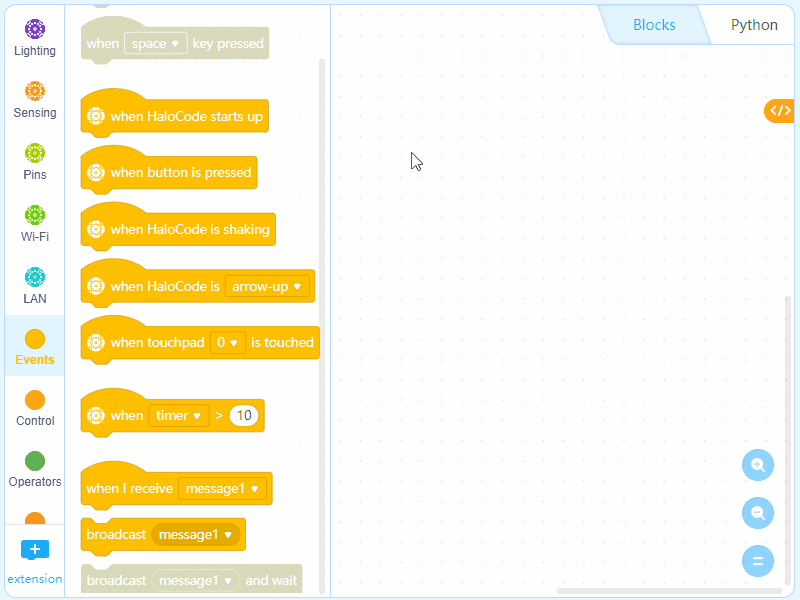 Blocks
Python
</>
Lighting
Sensing
Pins
Wi-Fi
LAN
Events
Control
Operators
extension
when space key pressed
when HaloCode starts up
when button is pressed
when HaloCode is shaking
when HaloCode is arrow-up
when touchpad 0 is touched
when timer > 10
when I receive message1
broadcast message1
broadcast message1 and wait